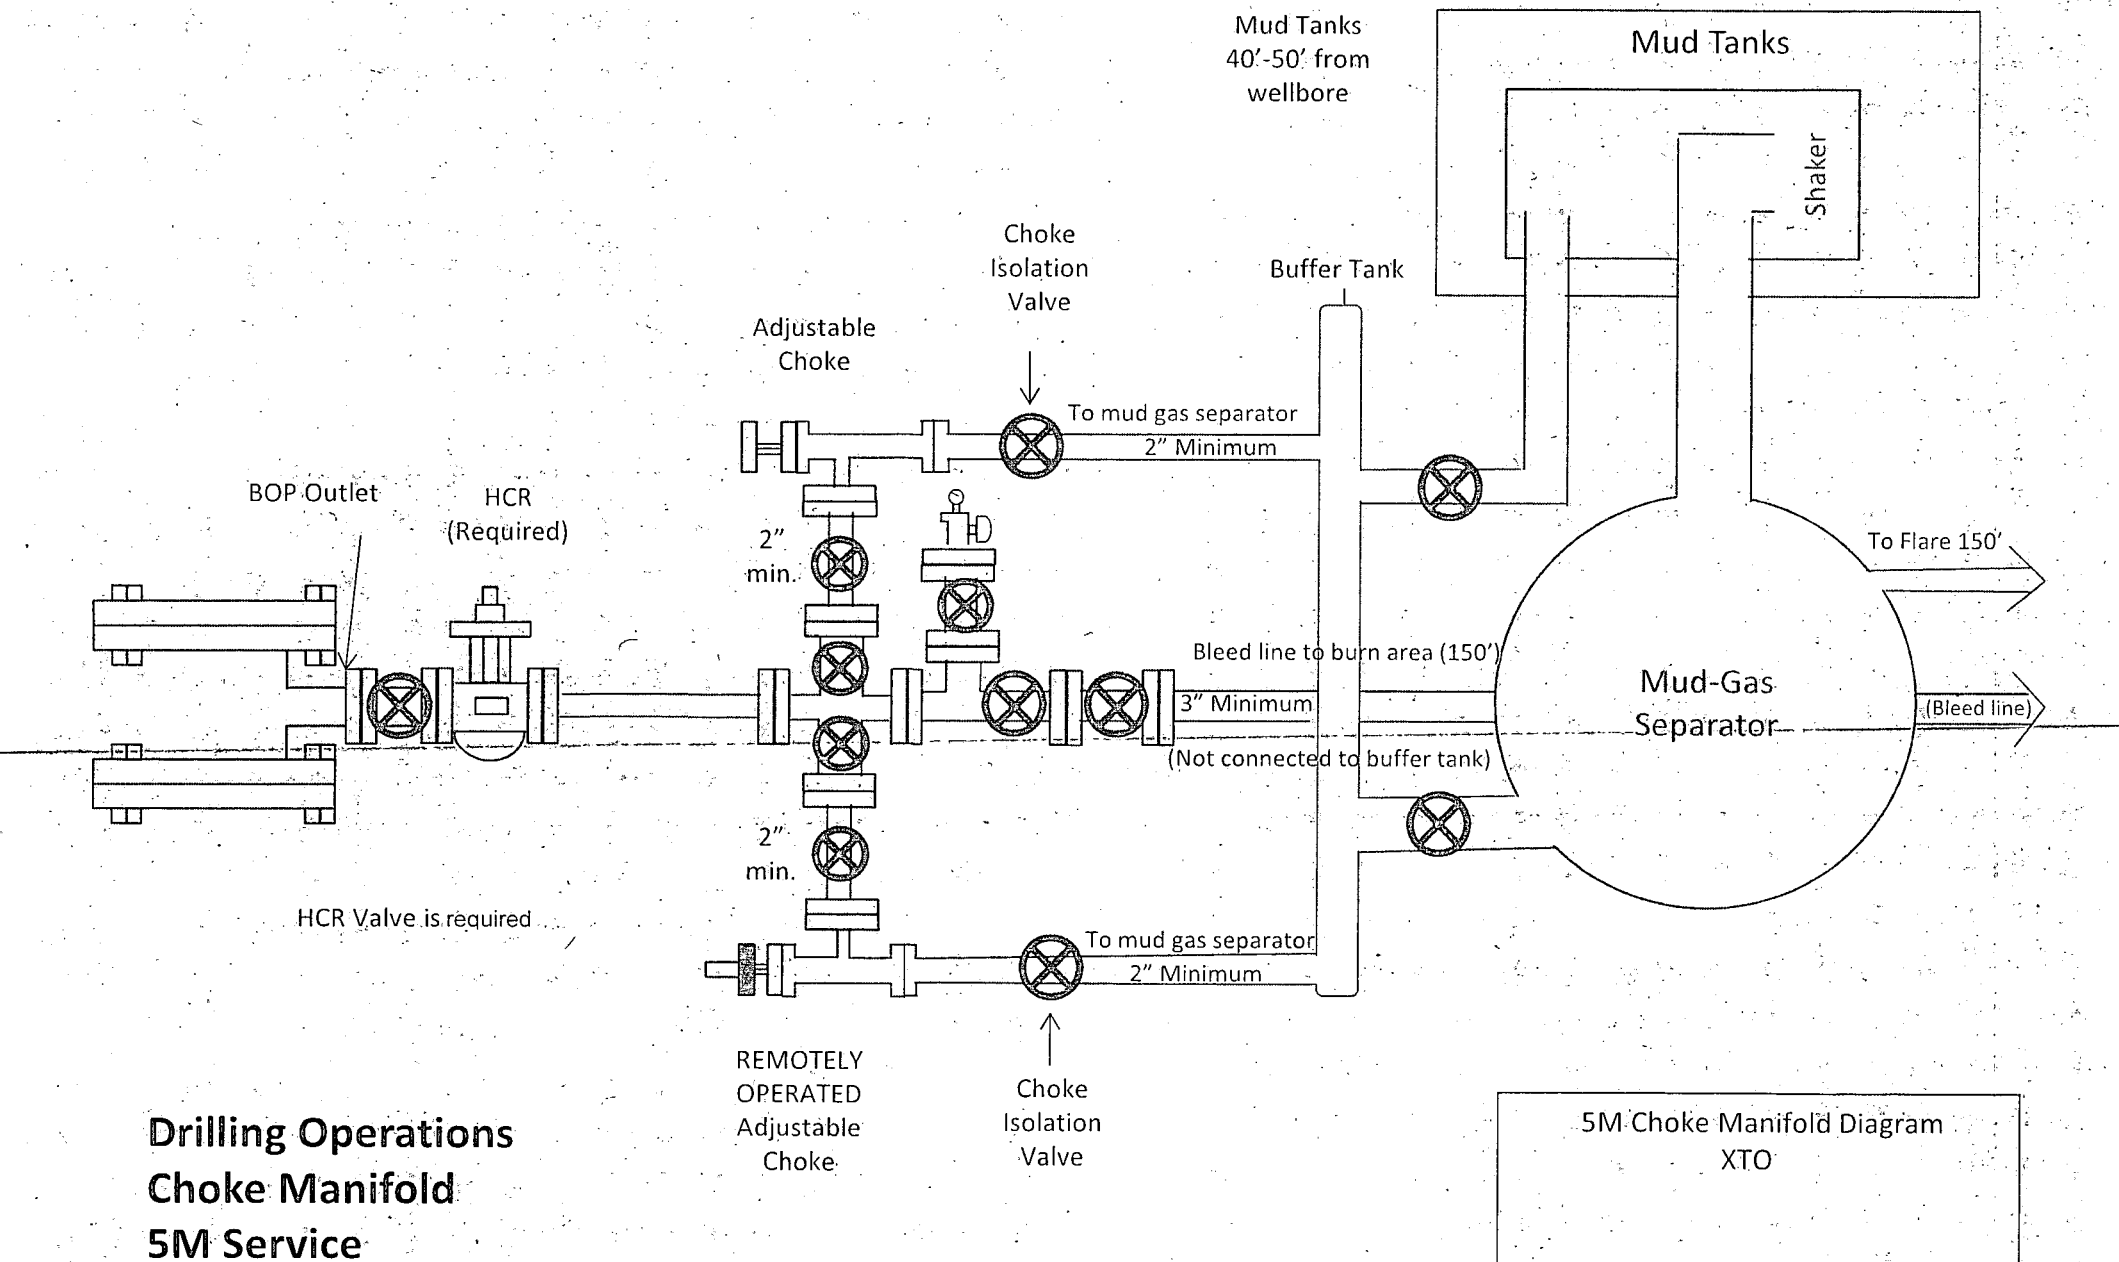 Mud Tanks
40'-50' from
wellbore
Mud Tanks
Shaker
Choke
Isolation
Valve
Buffer Tank
Adjustable
Choke
To mud gas separator
2" Minimum
BOP Outlet
HCR
(Required)
2"
min.
To Flare 150'
Bleed line to burn area (150')
3" Minimum
(Not connected to buffer tank)
Mud-Gas
Separator
(Bleed line)
2"
min.
HCR Valve is required
To mud gas separator
2" Minimum
REMOTELY
OPERATED
Adjustable
Choke
Choke
Isolation
Valve
Drilling Operations
Choke Manifold
5M Service
5M Choke Manifold Diagram
XTO